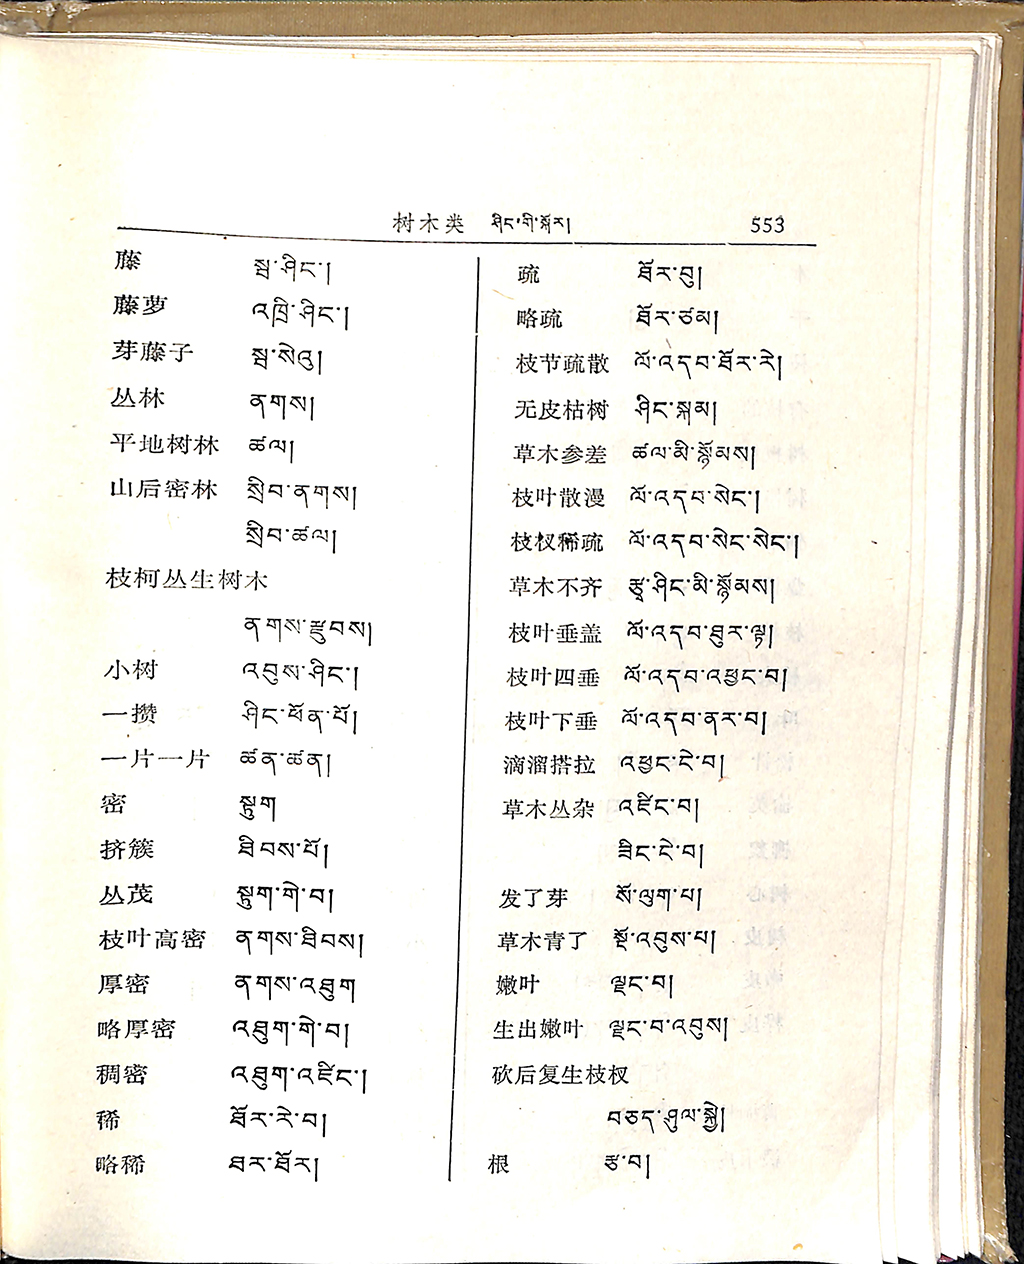 树木类 ཤིང་གི་སྐོར། 553
藤 སྦ་ཤིང་།
藤萝 འཁྲི་ཤིང་།
芽藤子 སྦ་སེའུ།
丛林 ནགས།
平地树林 ཚལ།
山后密林 སྲིབ་ནགས།
སྲིབ་ཚལ།
枝柯丛生树木
ནགས་ཛུབས།
小树 འབུས་ཤིང་།
一攒 ཤིང་ཕོན་པོ།
一片一片 ཚན་ཚན།
密 སྟུག
挤簇 ཐིབས་པོ།
丛茂 སྟུག་གེ་བ།
枝叶高密 ནགས་ཐིབས།
厚密 ནགས་འཐུག
略厚密 འཐུག་གེ་བ།
稠密 འཐུག་འཛིང་།
稀 ཐོར་རེ་བ།
略稀 ཐར་ཐོར།
疏 ཐོར་བུ།
略疏 ཐོར་ཙམ།
枝节疏散 ལོ་འདབ་ཐོར་རེ།
无皮枯树 ཤིང་སྐམ།
草木参差 ཚལ་མི་སྙོམས།
枝叶散漫 ལོ་འདབ་སེང་།
枝杈稀疏 ལོ་འདབ་སེང་སེང་།
草木不齐 རྩྭ་ཤིང་མི་སྙོམས།
枝叶垂盖 ལོ་འདབ་ཐུར་ལྟ།
枝叶四垂 ལོ་འདབ་འཕྱང་བ།
枝叶下垂 ལོ་འདབ་ནར་བ།
滴溜搭拉 འཕྱང་ངེ་བ།
草木丛杂 འཛིང་བ།
ཟིང་ངེ་བ།
发了芽 སོ་ལུག་པ།
草木青了 སྔོ་འབུས་པ།
嫩叶 ལྗང་བ།
生出嫩叶 ལྗང་བ་འབུས།
砍后复生枝杈
བཅད་ཤུལ་སྐྱེ།
根 རྩ་བ།